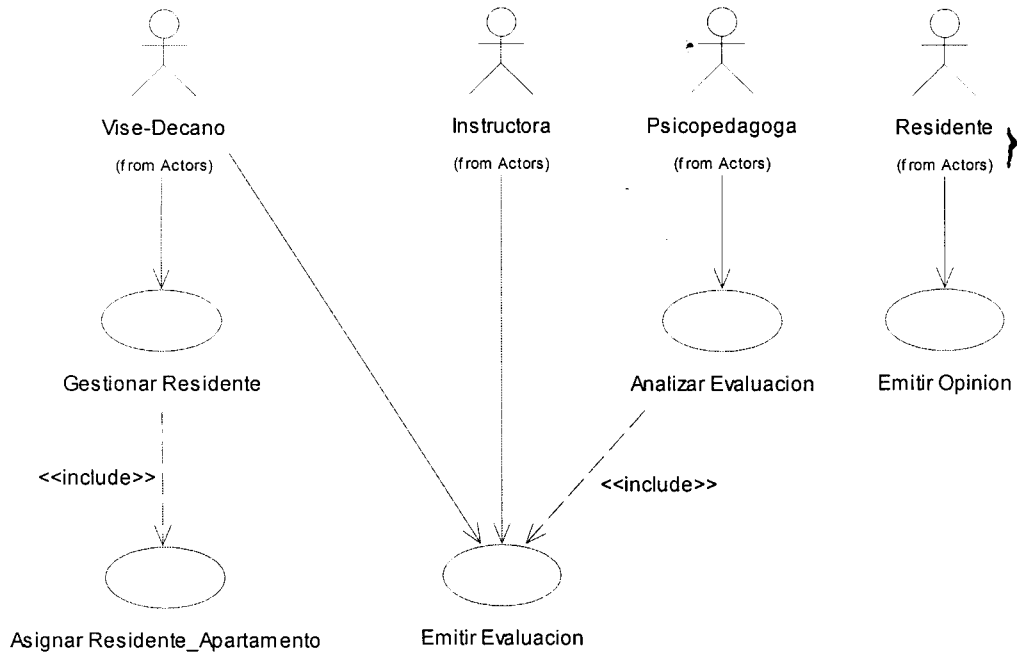 Vise-Decano
(from Actors)
Instructora
(from Actors)
Psicopedagoga
(from Actors)
Residente
(from Actors)
Gestionar Residente
Analizar Evaluacion
Emitir Opinion
<<include>>
<<include>>
Asignar Residente_Apartamento
Emitir Evaluacion